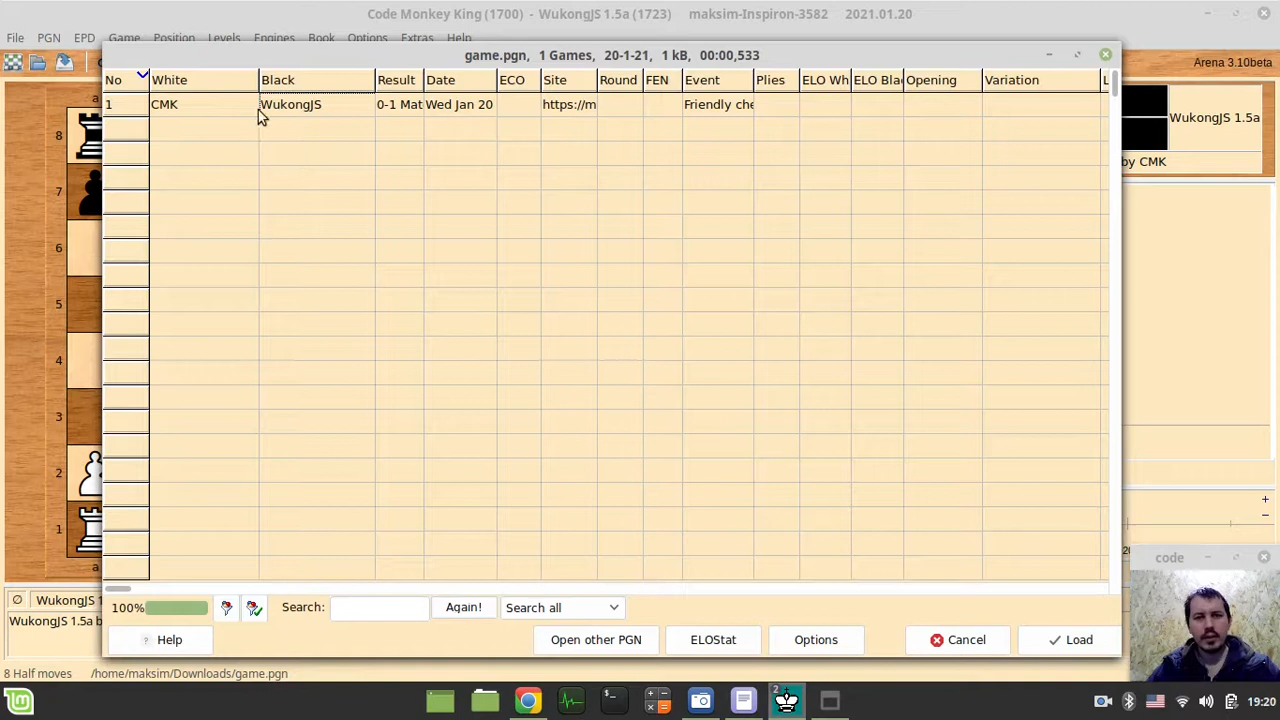 Code Monkey King (1700) - WukongJS 1.5a (1723) maksim-Inspiron-3582 2021.01.20
File PGN EPD Game Position Levels Engines Book Options Extras Help
game.pgn, 1 Games, 20-1-21, 1 kB, 00:00,533
Arena 3.10beta
No White Black Result Date ECO Site Round FEN Event Plies ELO Wh ELO Blac Opening Variation L
1 CMK WukongJS 0-1 Mat Wed Jan 20 https://m Friendly che
WukongJS 1.5a
by CMK
a
8
7
6
5
4
3
2
1
a
code
100% Search: Again! Search all
WukongJS 1
WukongJS 1.5a b
Help Open other PGN ELOStat Options Cancel Load
8 Half moves /home/maksim/Downloads/game.pgn
2
19:20